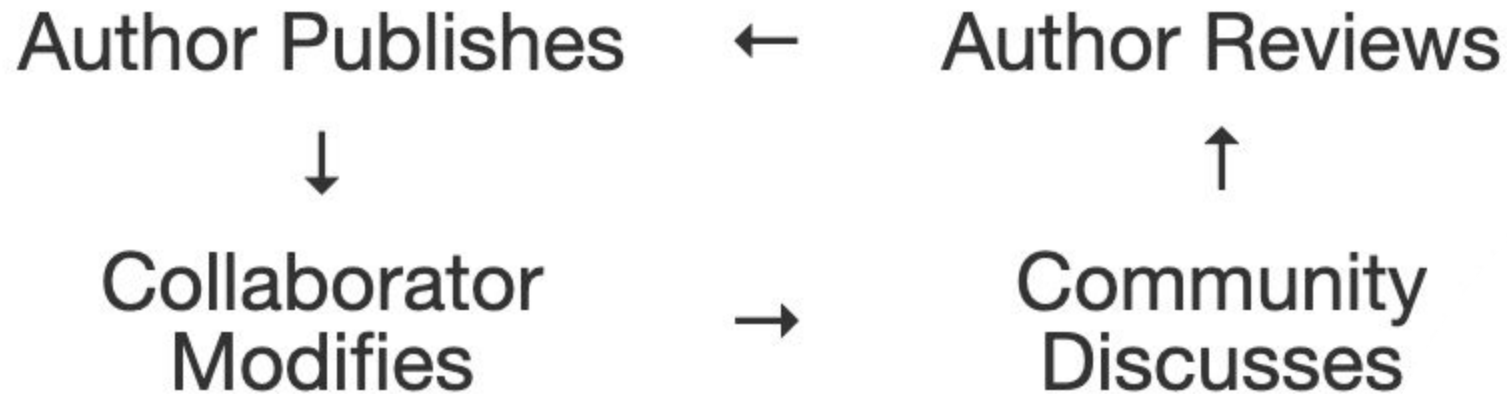 Author Publishes ← Author Reviews
↓ ↑
Collaborator
Modifies
→
Community
Discusses